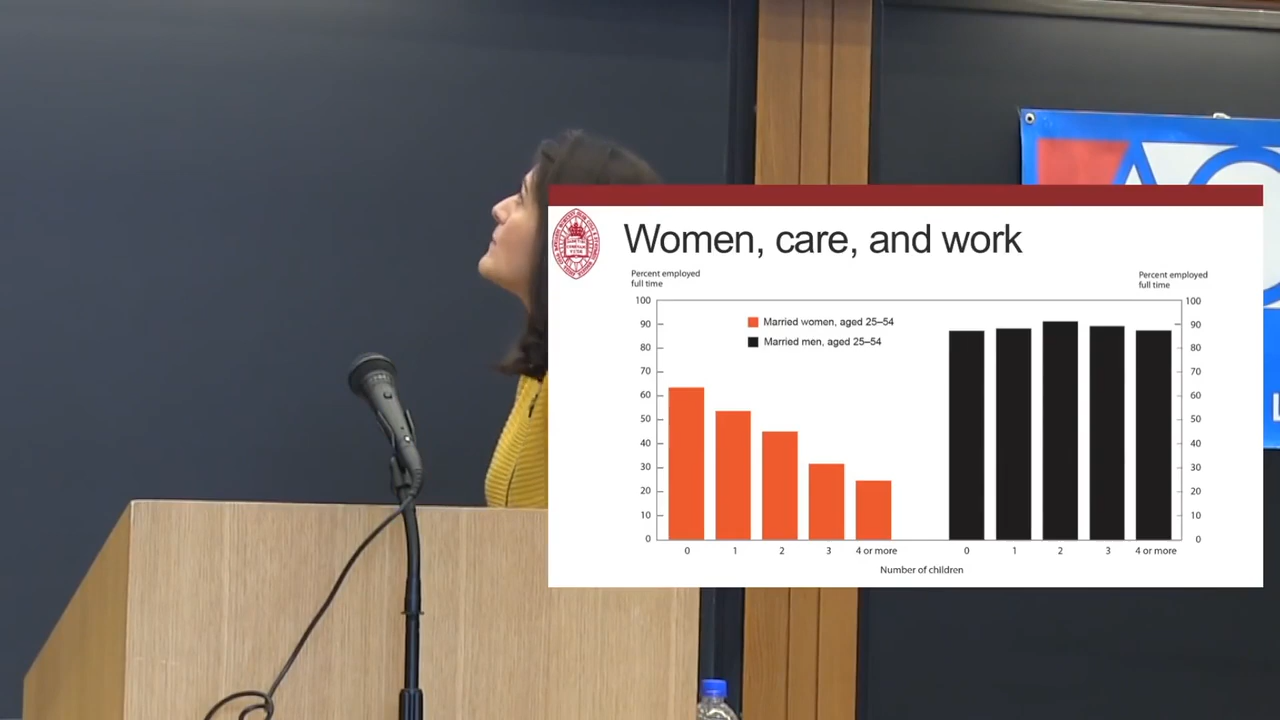 Women, care, and work
Percent employed
full time
Percent employed
full time
100
90
80
70
60
50
40
30
20
10
0
Married women, aged 25–54
Married men, aged 25–54
100
90
80
70
60
50
40
30
20
10
0
0 1 2 3 4 or more 0 1 2 3 4 or more
Number of children